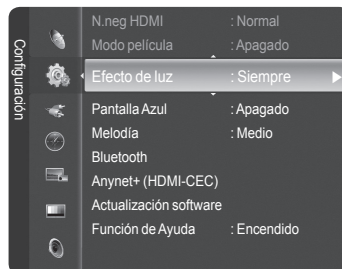 Configuración
N.neg HDMI : Normal
Modo película : Apagado
Efecto de luz : Siempre
Pantalla Azul : Apagado
Melodía : Medio
Bluetooth
Anynet+ (HDMI-CEC)
Actualización software
Función de Ayuda : Encendido